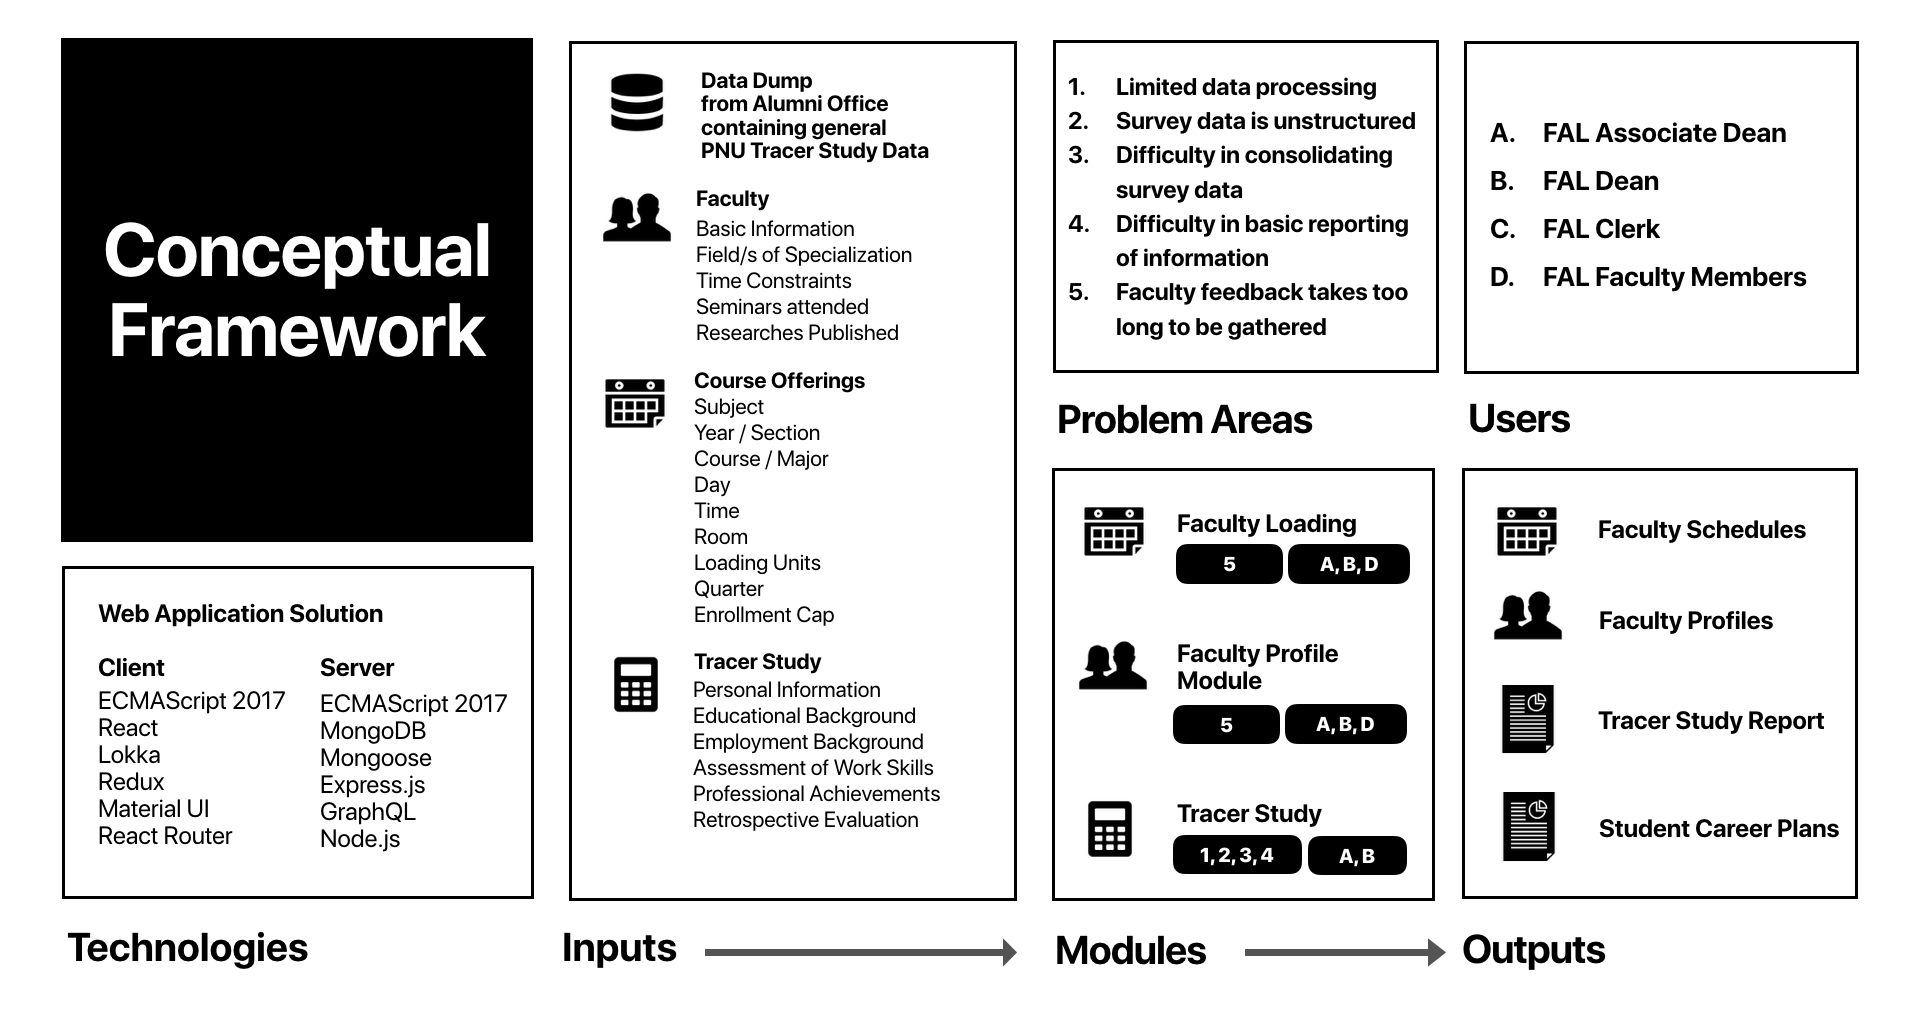 Conceptual
Framework
Web Application Solution
Client
ECMAScript 2017
React
Lokka
Redux
Material UI
React Router
Server
ECMAScript 2017
MongoDB
Mongoose
Express.js
GraphQL
Node.js
Technologies
Data Dump
from Alumni Office
containing general
PNU Tracer Study Data
Faculty
Basic Information
Field/s of Specialization
Time Constraints
Seminars attended
Researches Published
Course Offerings
Subject
Year / Section
Course / Major
Day
Time
Room
Loading Units
Quarter
Enrollment Cap
Tracer Study
Personal Information
Educational Background
Employment Background
Assessment of Work Skills
Professional Achievements
Retrospective Evaluation
Inputs
1. Limited data processing
2. Survey data is unstructured
3. Difficulty in consolidating
survey data
4. Difficulty in basic reporting
of information
5. Faculty feedback takes too
long to be gathered
Problem Areas
A. FAL Associate Dean
B. FAL Dean
C. FAL Clerk
D. FAL Faculty Members
Users
Faculty Loading
5 A, B, D
Faculty Profile
Module
5 A, B, D
Tracer Study
1, 2, 3, 4 A, B
Modules
Faculty Schedules
Faculty Profiles
Tracer Study Report
Student Career Plans
Outputs